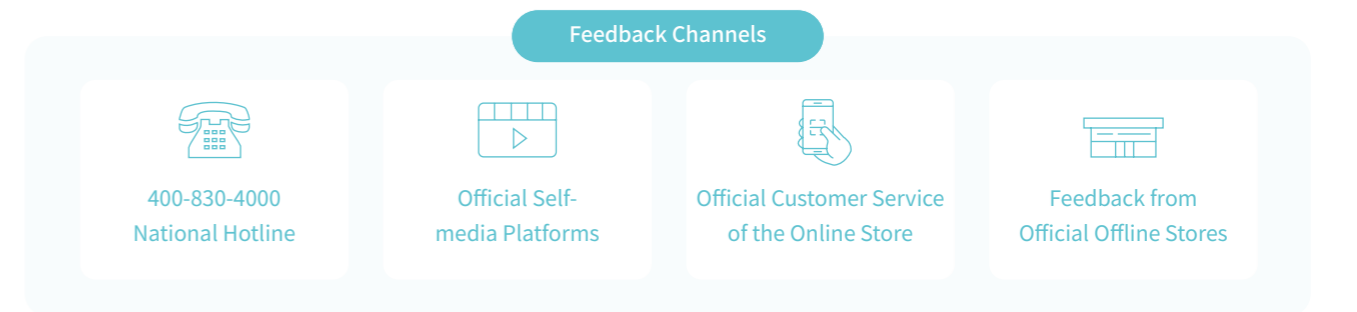 Feedback Channels
400-830-4000
National Hotline
Official Self-
media Platforms
Official Customer Service
of the Online Store
Feedback from
Official Offline Stores